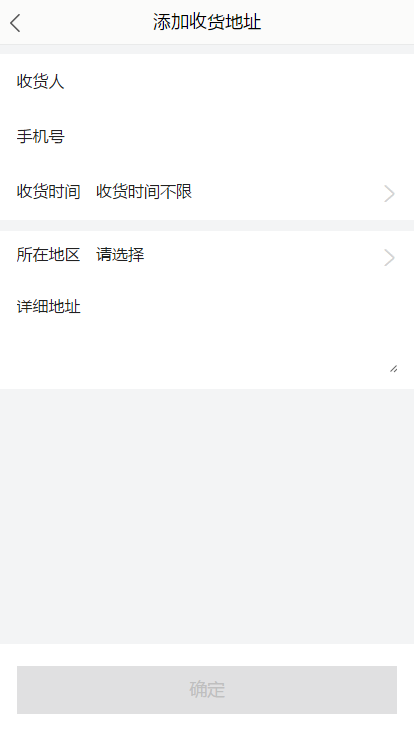 添加收货地址
收货人
手机号
收货时间 收货时间不限
所在地区 请选择
详细地址
确定